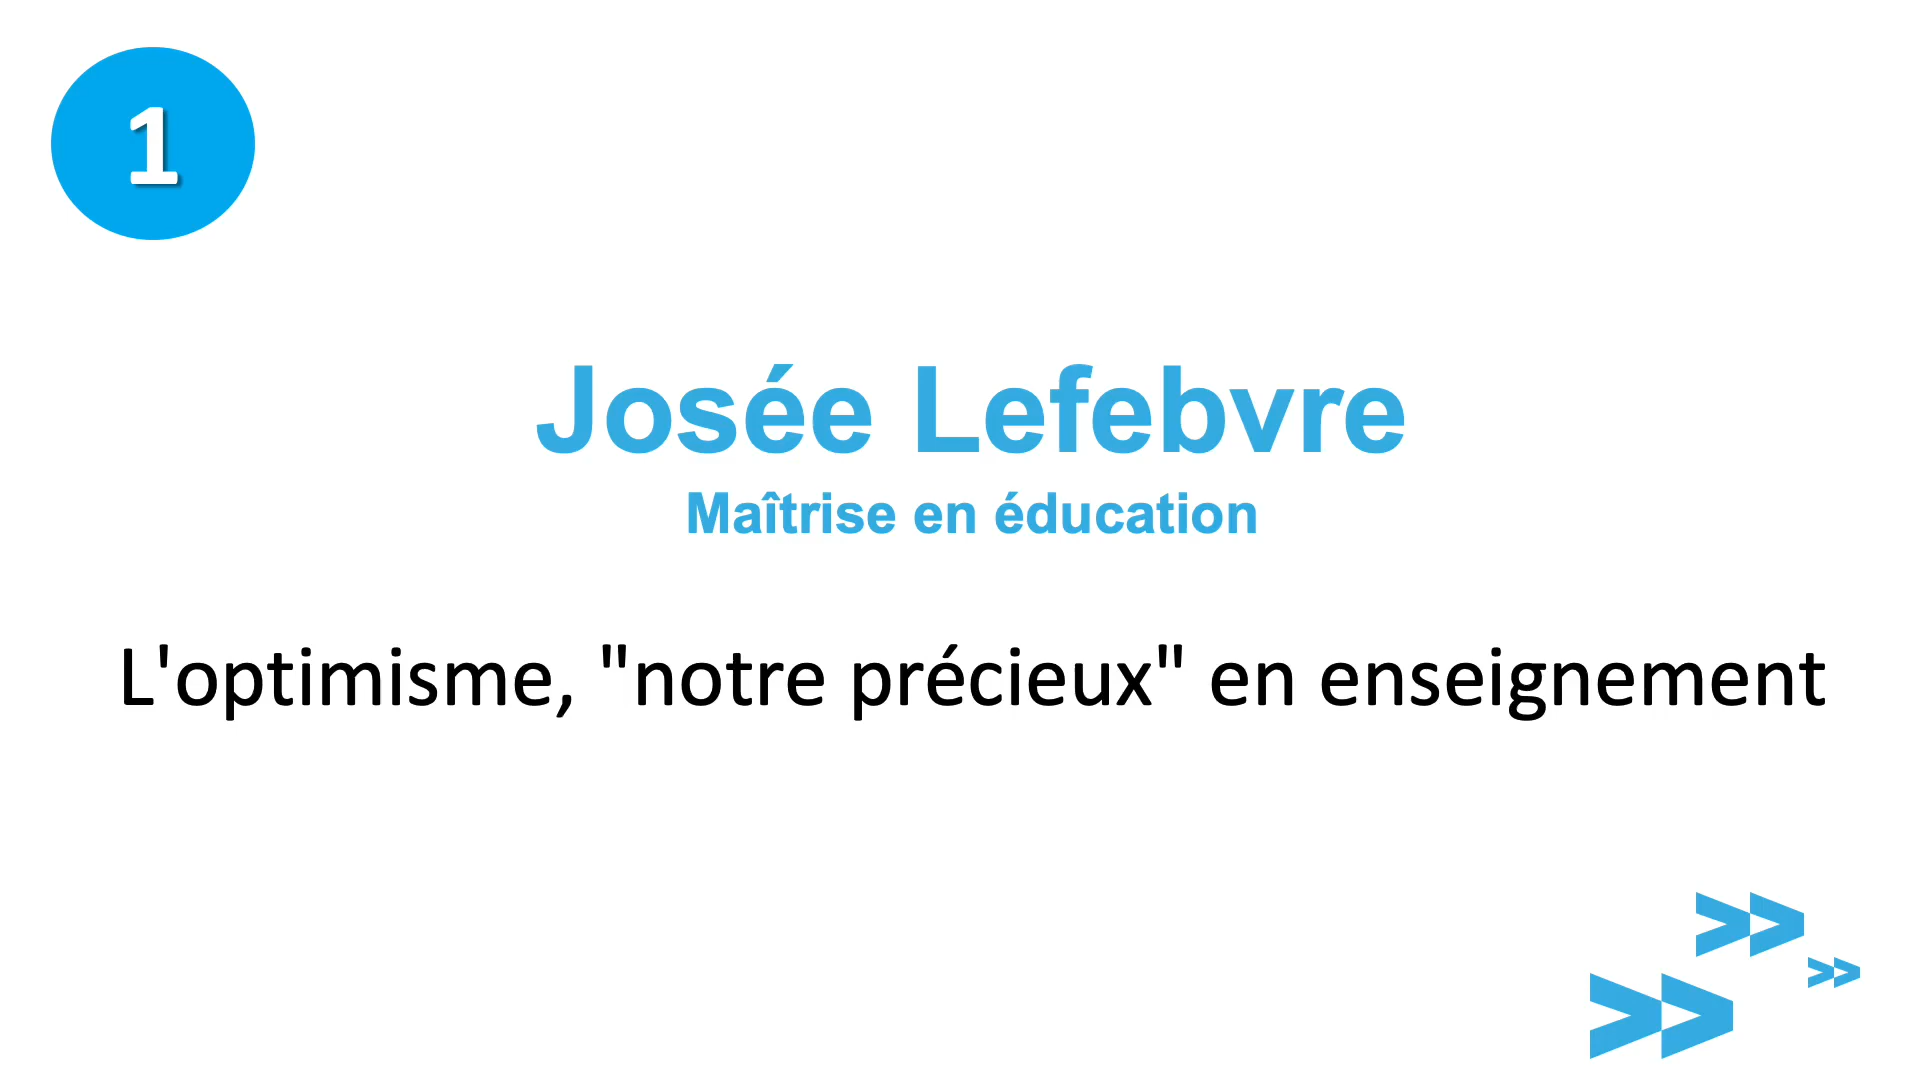 1
Josée Lefebvre
Maîtrise en éducation
L'optimisme, "notre précieux" en enseignement